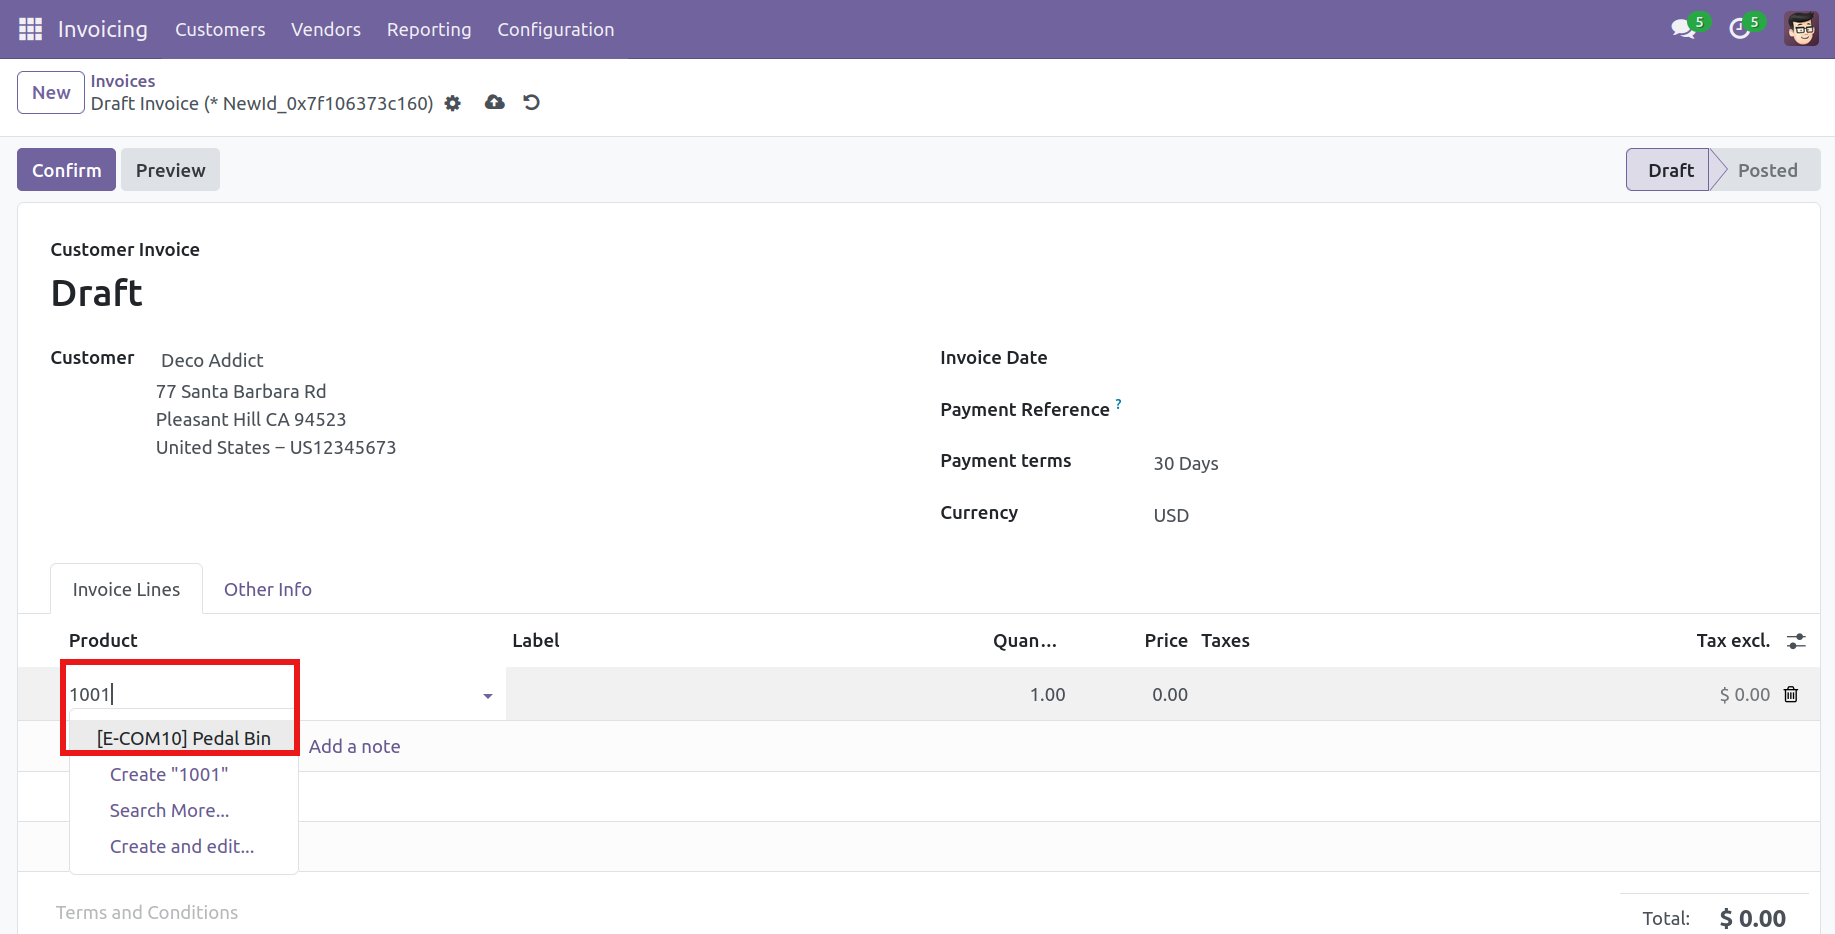 Invoicing Customers Vendors Reporting Configuration 5 5
New Invoices
Draft Invoice (* NewId_0x7f106373c160)
Confirm Preview Draft Posted
Customer Invoice
Draft
Customer Deco Addict Invoice Date
77 Santa Barbara Rd
Pleasant Hill CA 94523 Payment Reference ?
United States – US12345673
Payment terms 30 Days
Currency USD
Invoice Lines Other Info
Product Label Quan... Price Taxes Tax excl.
1001 1.00 0.00 $ 0.00
[E-COM10] Pedal Bin Add a note
Create "1001"
Search More...
Create and edit...
Terms and Conditions
Total: $ 0.00